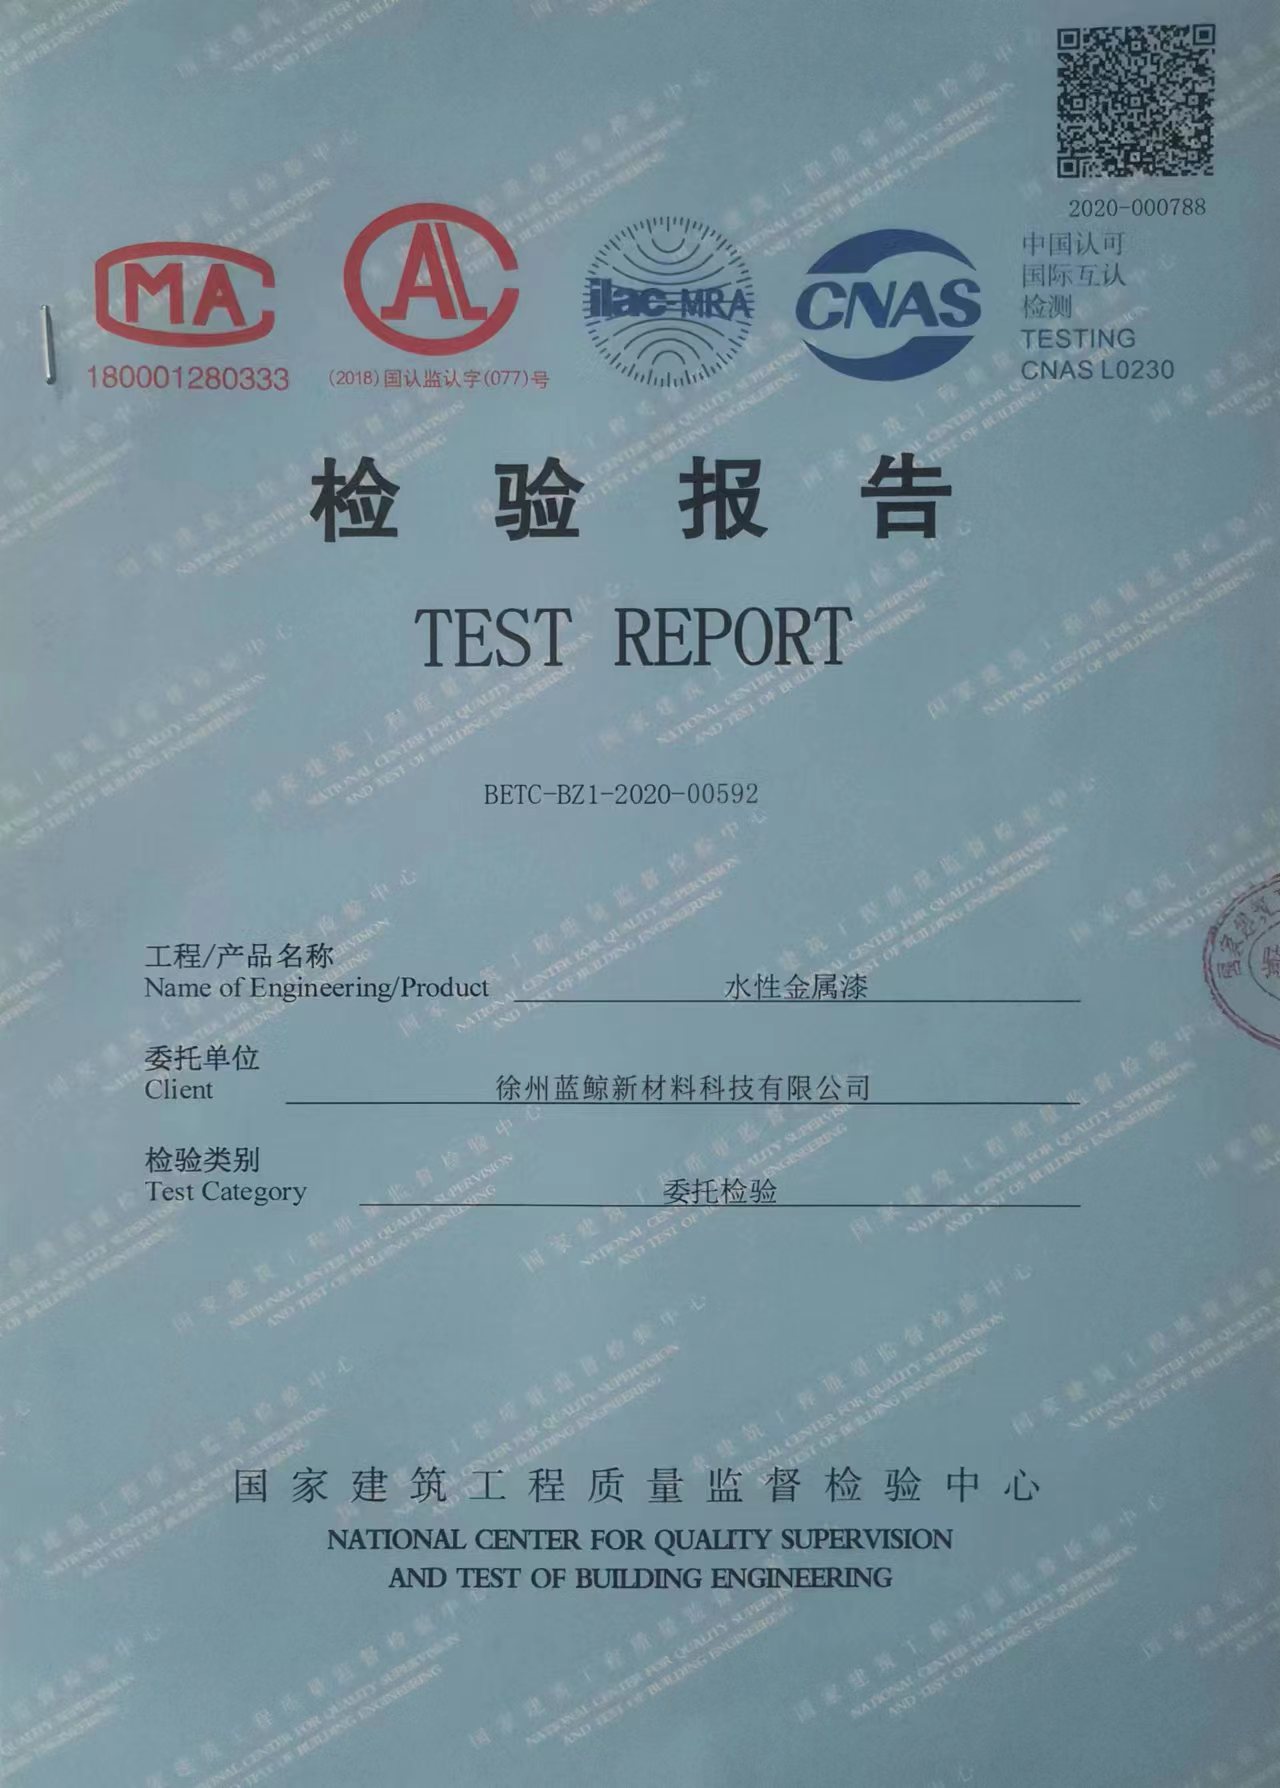 2020-000788
MA
180001280333
AL
(2018)国认监认字(077)号
ilac-MRA
CNAS
中国认可
国际互认
检测
TESTING
CNAS L0230
检验报告
TEST REPORT
BETC-BZ1-2020-00592
工程/产品名称
Name of Engineering/Product 水性金属漆
委托单位
Client 徐州蓝鲸新材料科技有限公司
检验类别
Test Category 委托检验
国家建筑工程质量监督检验中心
NATIONAL CENTER FOR QUALITY SUPERVISION
AND TEST OF BUILDING ENGINEERING